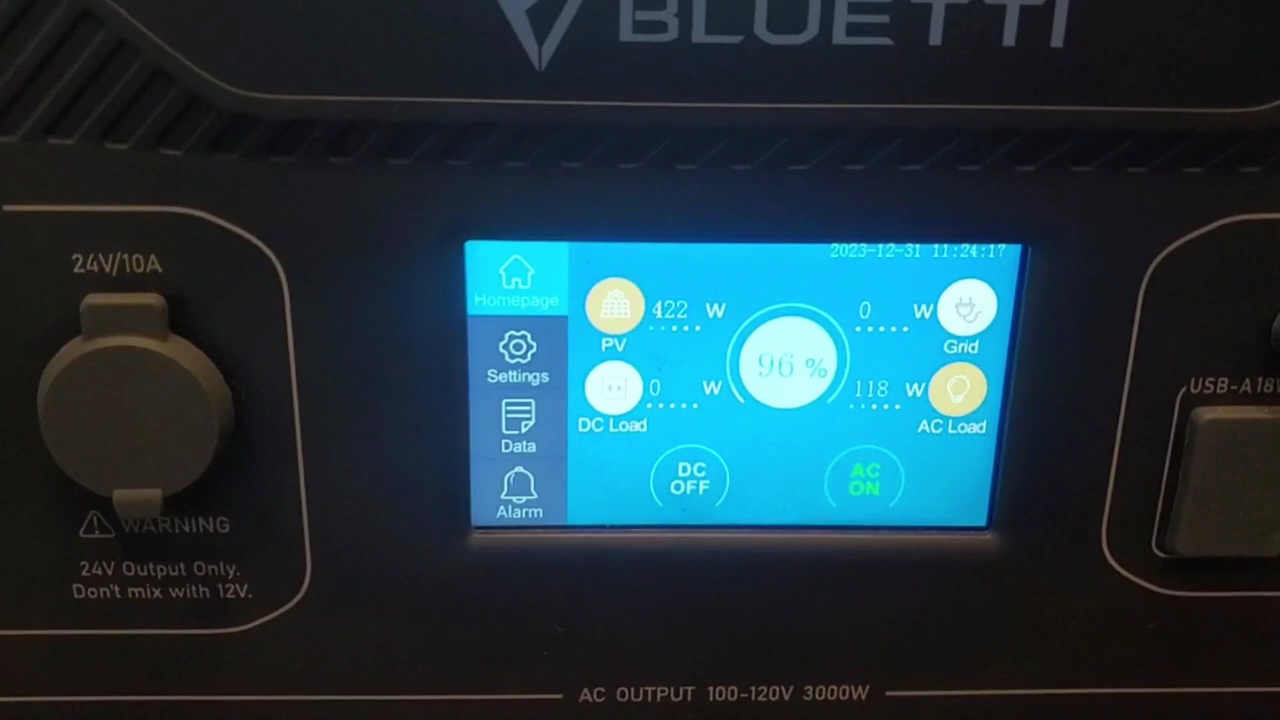 BLUETTI
24V/10A
WARNING
24V Output Only.
Don't mix with 12V.
2023-12-31 11:24:17
Homepage
Settings
Data
Alarm
422 W
PV
0 W
DC Load
96 %
0 W
Grid
118 W
AC Load
DC
OFF
AC
ON
USB-A 18
AC OUTPUT 100-120V 3000W